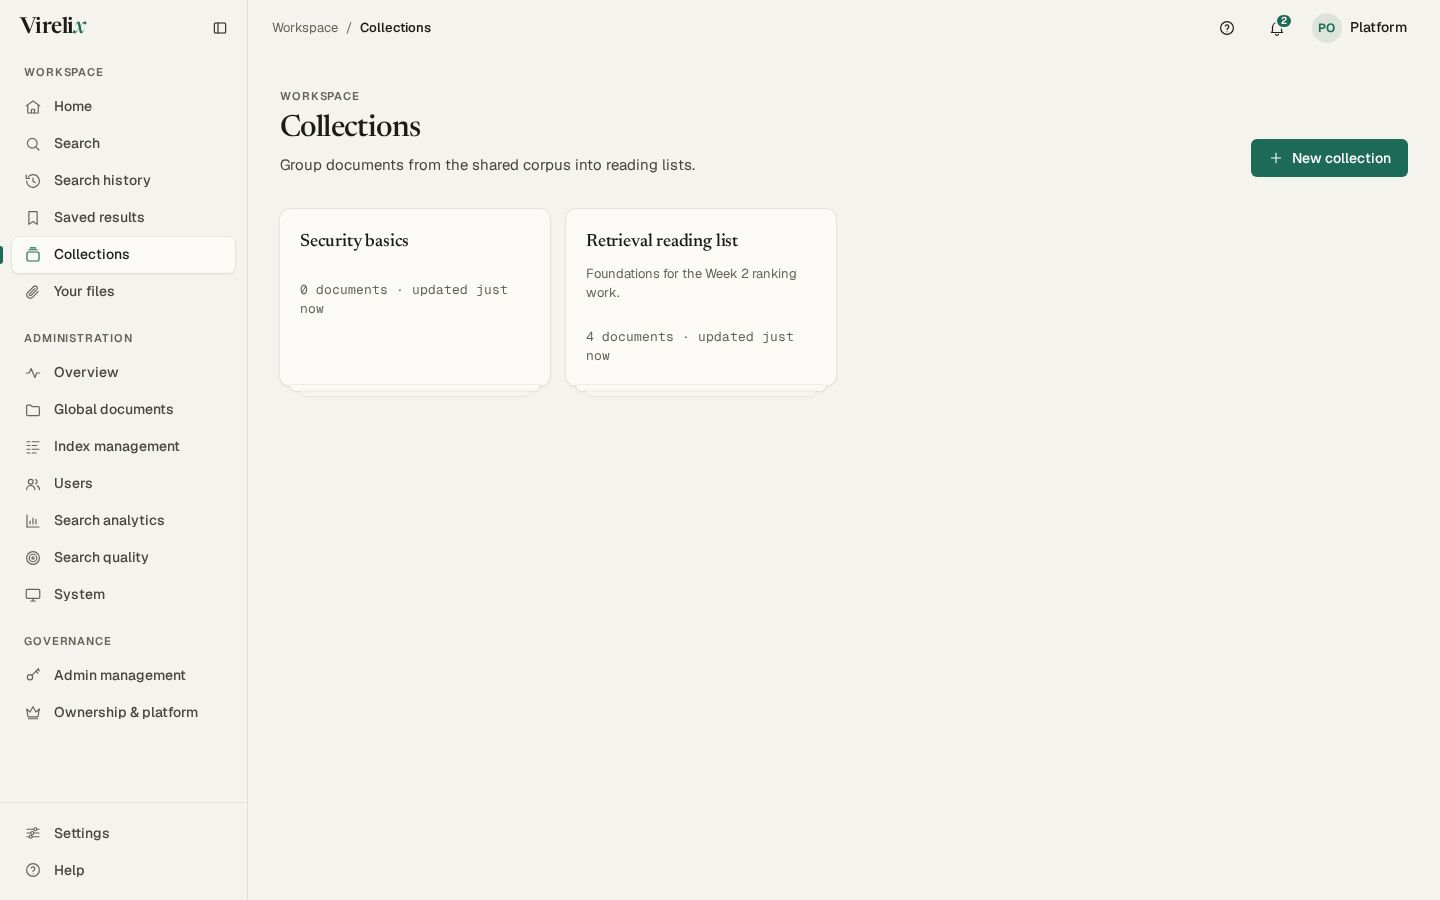 Virelix
Workspace / Collections
2
PO
Platform
WORKSPACE
Home
Search
Search history
Saved results
Collections
Your files
ADMINISTRATION
Overview
Global documents
Index management
Users
Search analytics
Search quality
System
GOVERNANCE
Admin management
Ownership & platform
Settings
Help
WORKSPACE
Collections
Group documents from the shared corpus into reading lists.
New collection
Security basics
0 documents · updated just
now
Retrieval reading list
Foundations for the Week 2 ranking
work.
4 documents · updated just
now